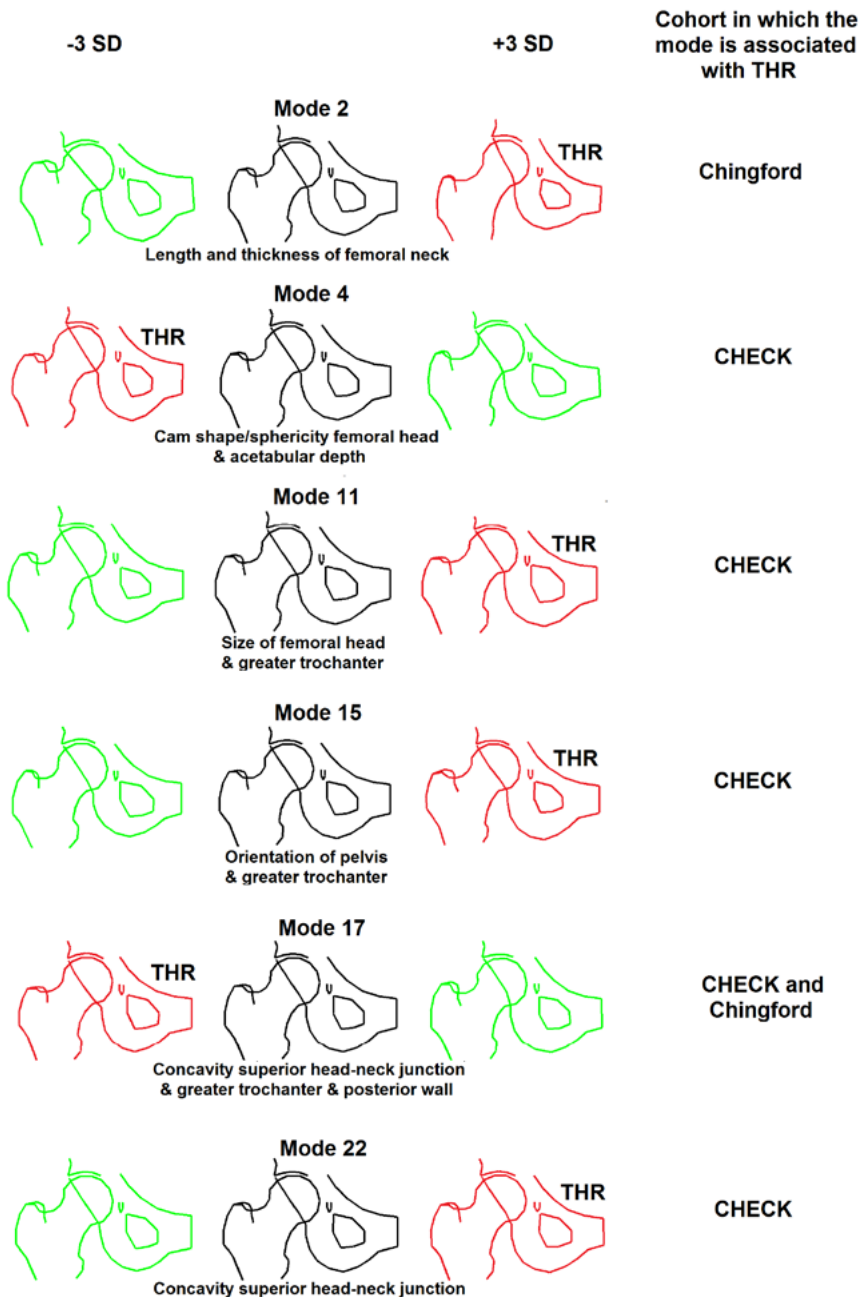 -3 SD
+3 SD
Cohort in which the
mode is associated
with THR
Mode 2
THR
Chingford
Length and thickness of femoral neck
Mode 4
THR
CHECK
Cam shape/sphericity femoral head
& acetabular depth
Mode 11
THR
CHECK
Size of femoral head
& greater trochanter
Mode 15
THR
CHECK
Orientation of pelvis
& greater trochanter
Mode 17
THR
CHECK and
Chingford
Concavity superior head-neck junction
& greater trochanter & posterior wall
Mode 22
THR
CHECK
Concavity superior head-neck junction